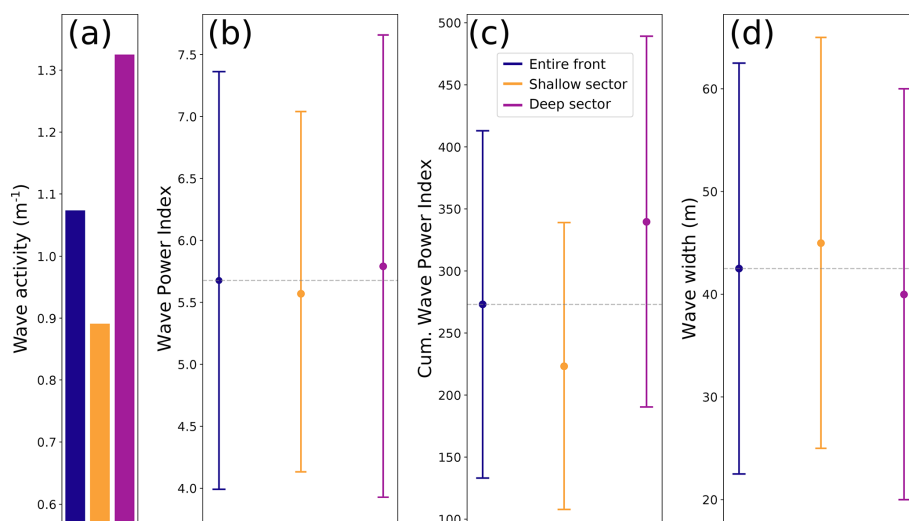 (a)
1.3
1.2
1.1
1.0
0.9
0.8
0.7
0.6
Wave activity (m⁻¹)
(b)
7.5
7.0
6.5
6.0
5.5
5.0
4.5
4.0
Wave Power Index
(c)
500
450
400
350
300
250
200
150
100
Cum. Wave Power Index
Entire front
Shallow sector
Deep sector
(d)
60
50
40
30
20
Wave width (m)